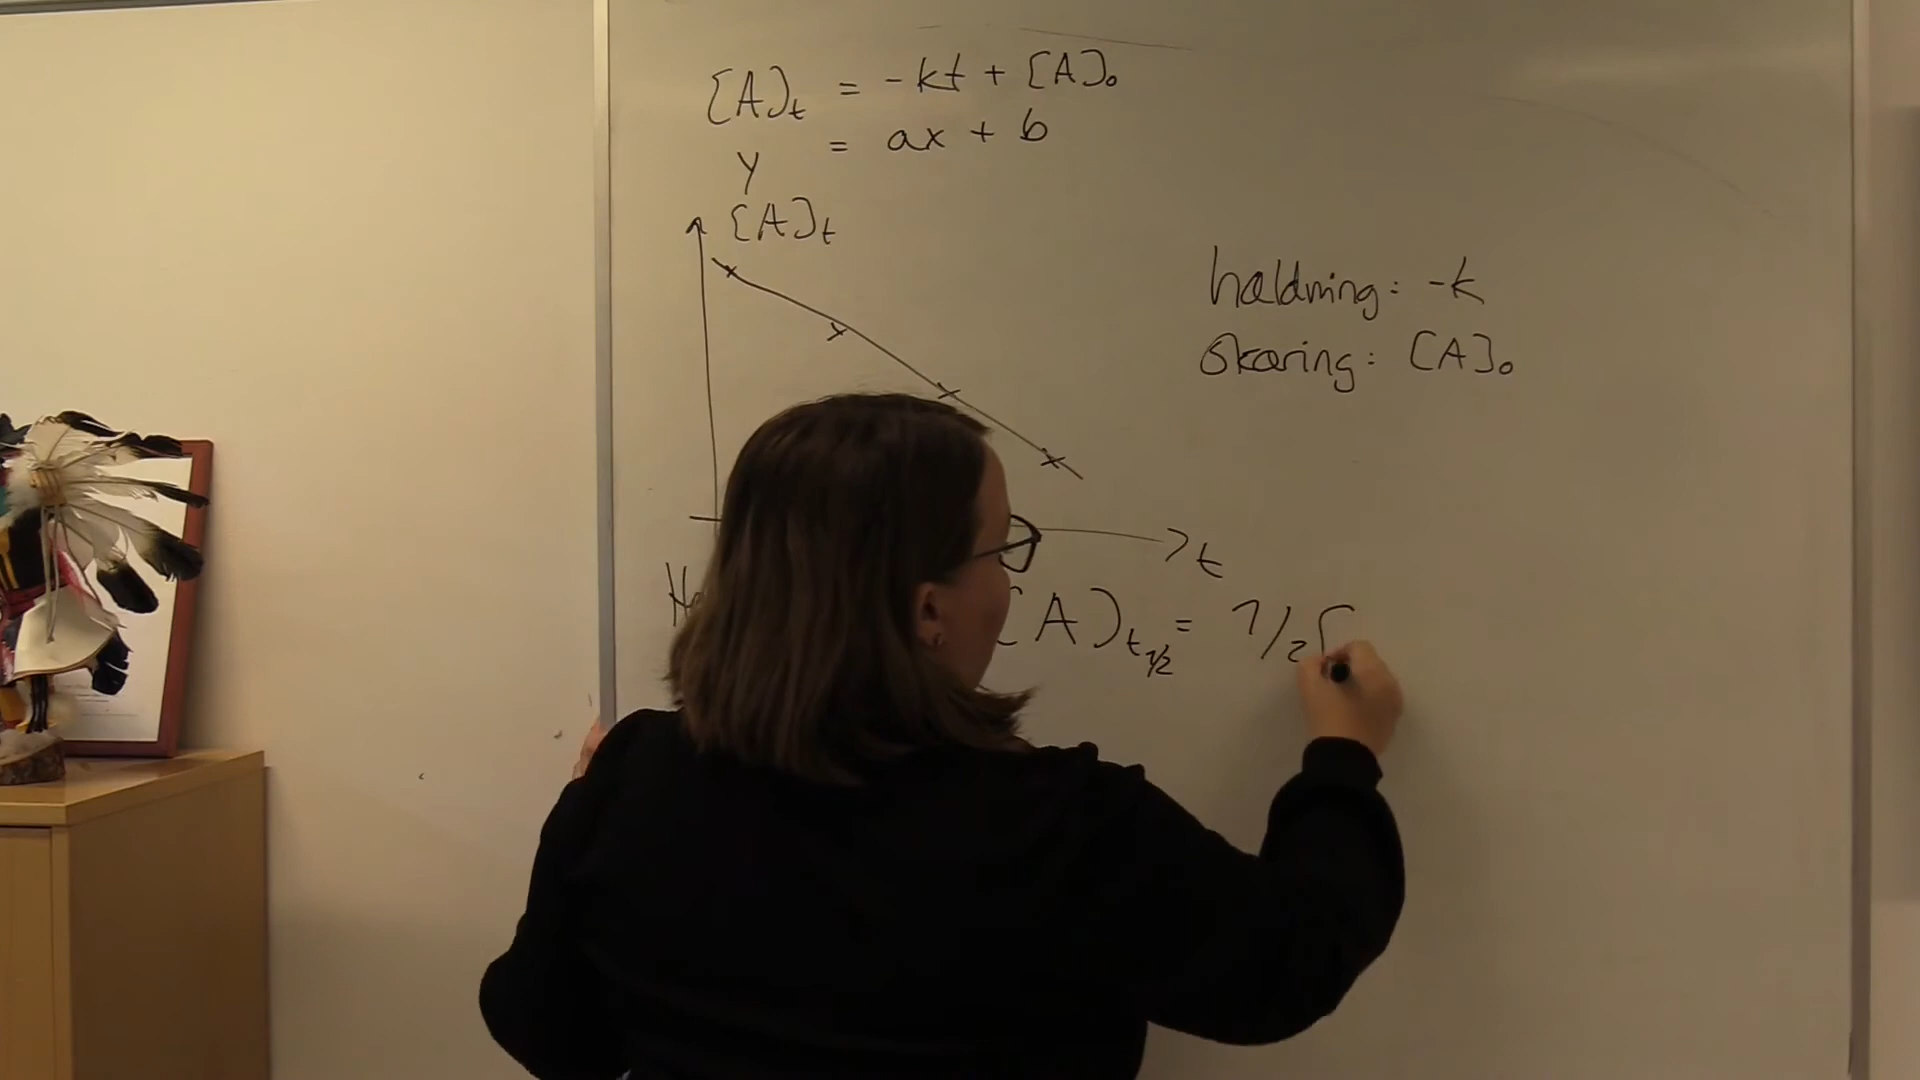 [A]t = -kt + [A]₀
y = ax + b
[A]t
haldning: -k
skæring: [A]₀
t
[A]t1/2 = 1/2 [